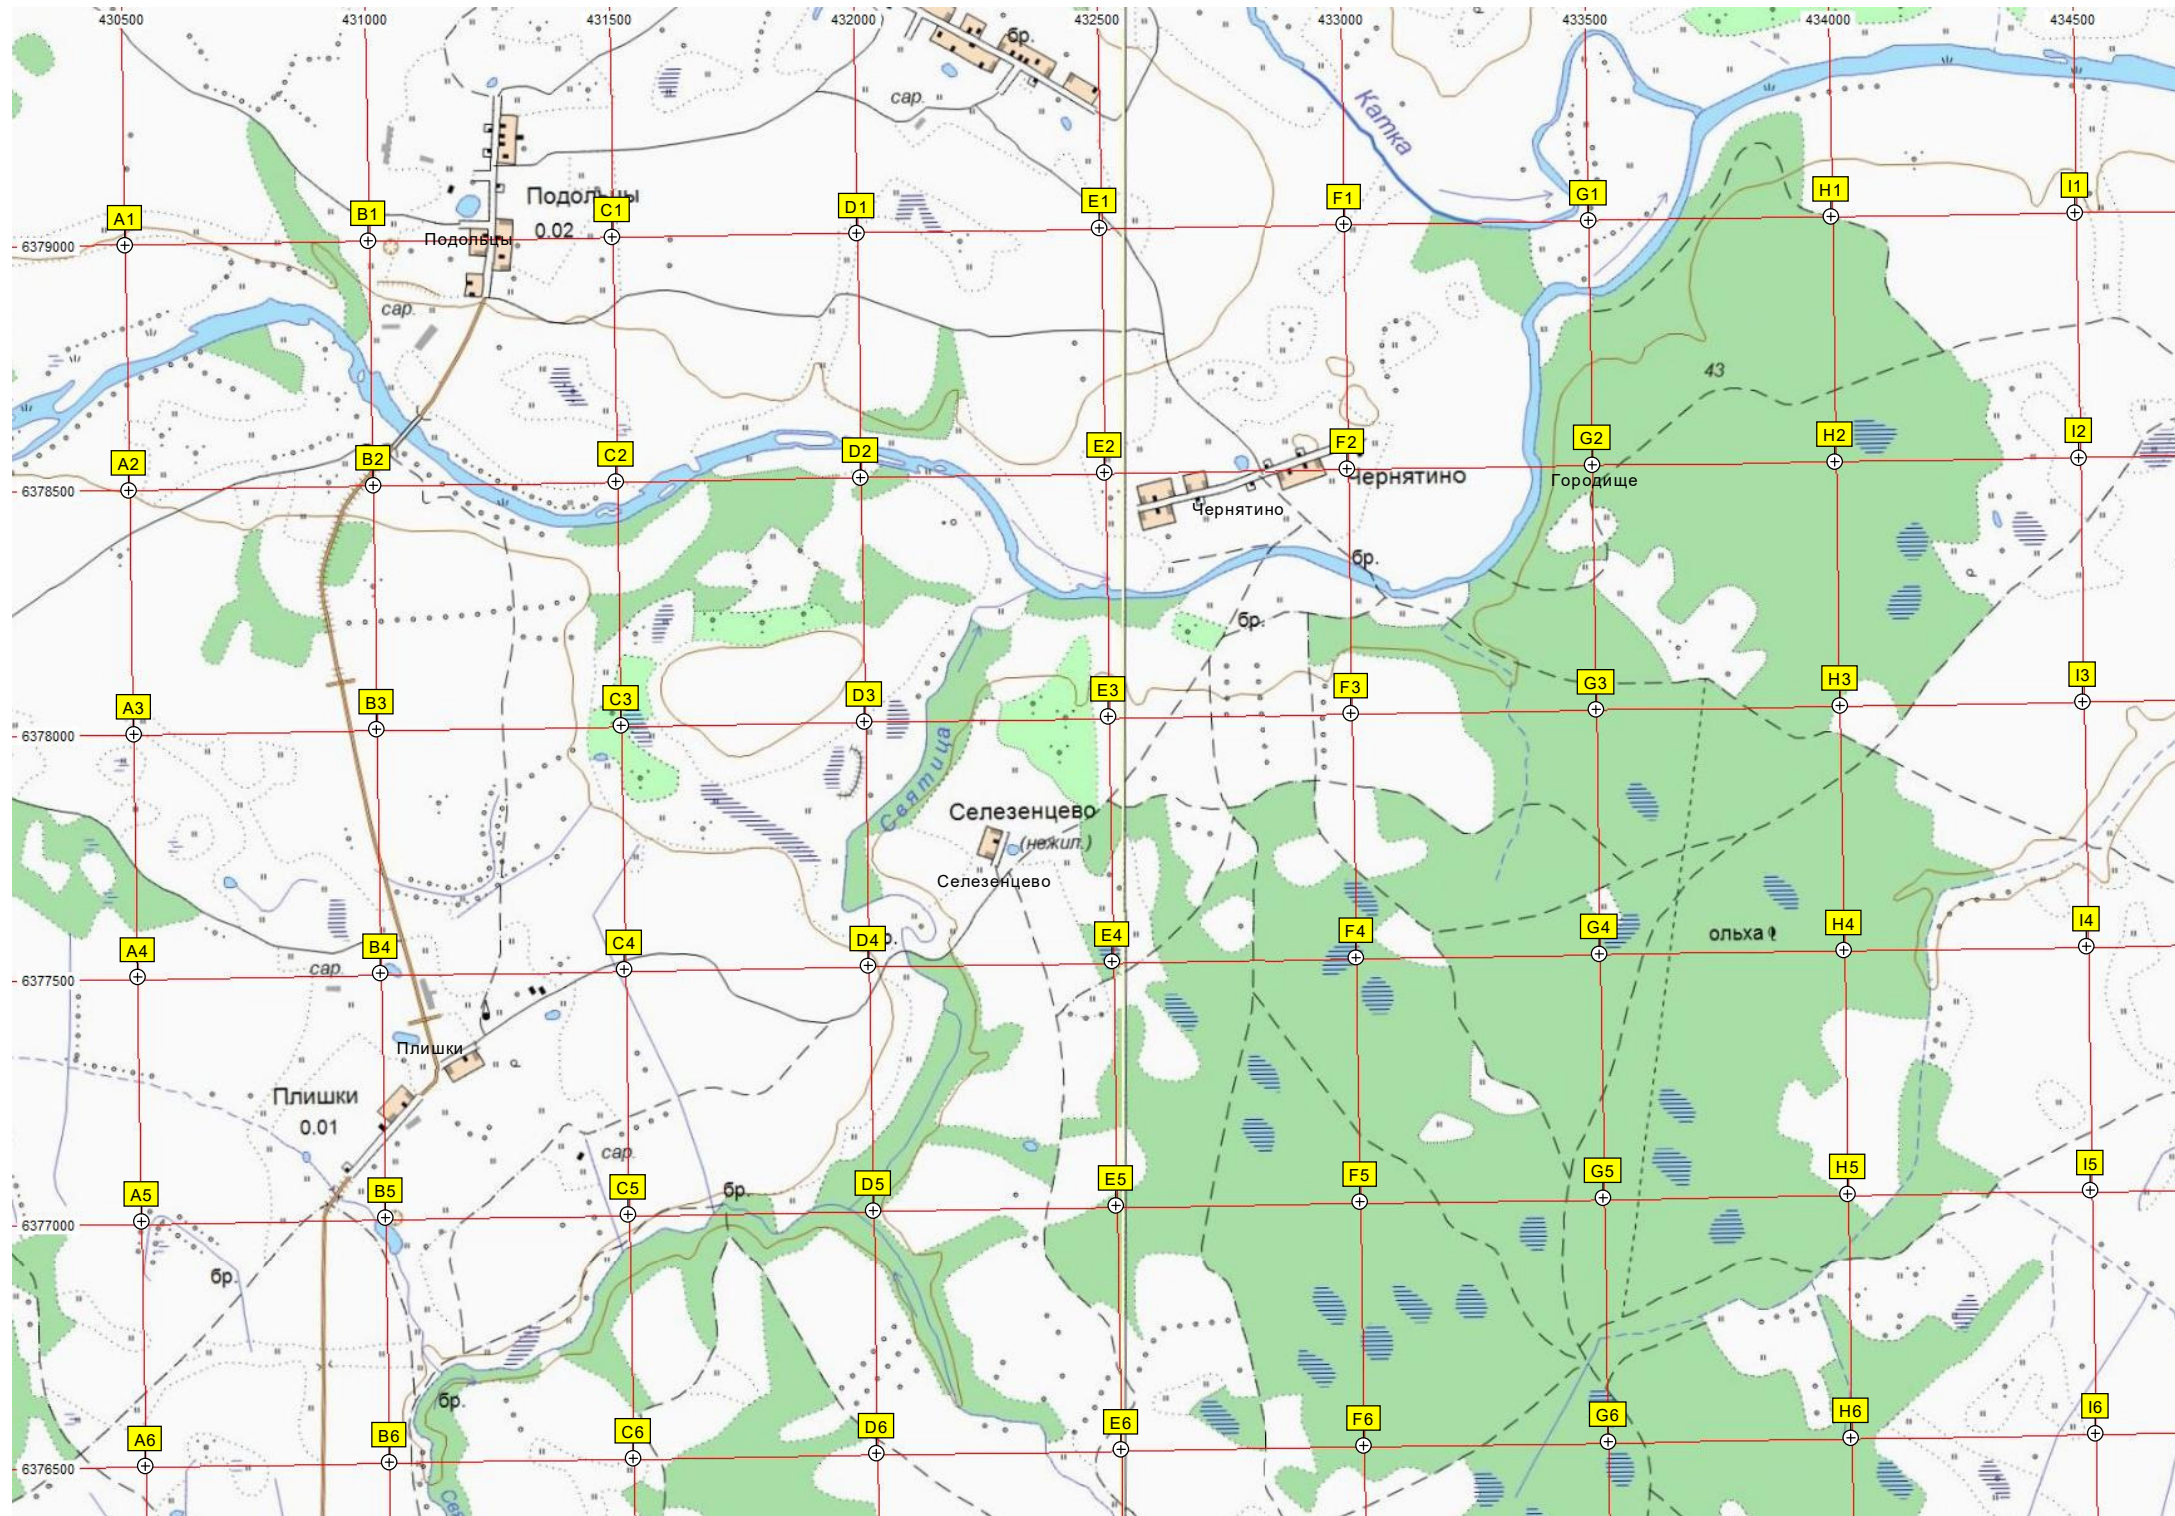 430500 431000 431500 432000 432500 433000 433500 434000 434500
бр.
сар.
Катка
Подольцы
0.02
A1 B1 C1 D1 E1 F1 G1 H1 I1
Подольцы
6379000
сар.
43
A2 B2 C2 D2 E2 F2 G2 H2 I2
Чернятино
Городище
6378500
Чернятино
бр.
бр.
A3 B3 C3 D3 E3 F3 G3 H3 I3
6378000
Святица
Селезенцево
(нежил.)
Селезенцево
A4 B4 C4 D4 E4 F4 G4 H4 I4
ольха
сар.
6377500
Плишки
Плишки
0.01
сар.
A5 B5 C5 D5 E5 F5 G5 H5 I5
бр.
6377000
бр.
бр.
A6 B6 C6 D6 E6 F6 G6 H6 I6
6376500